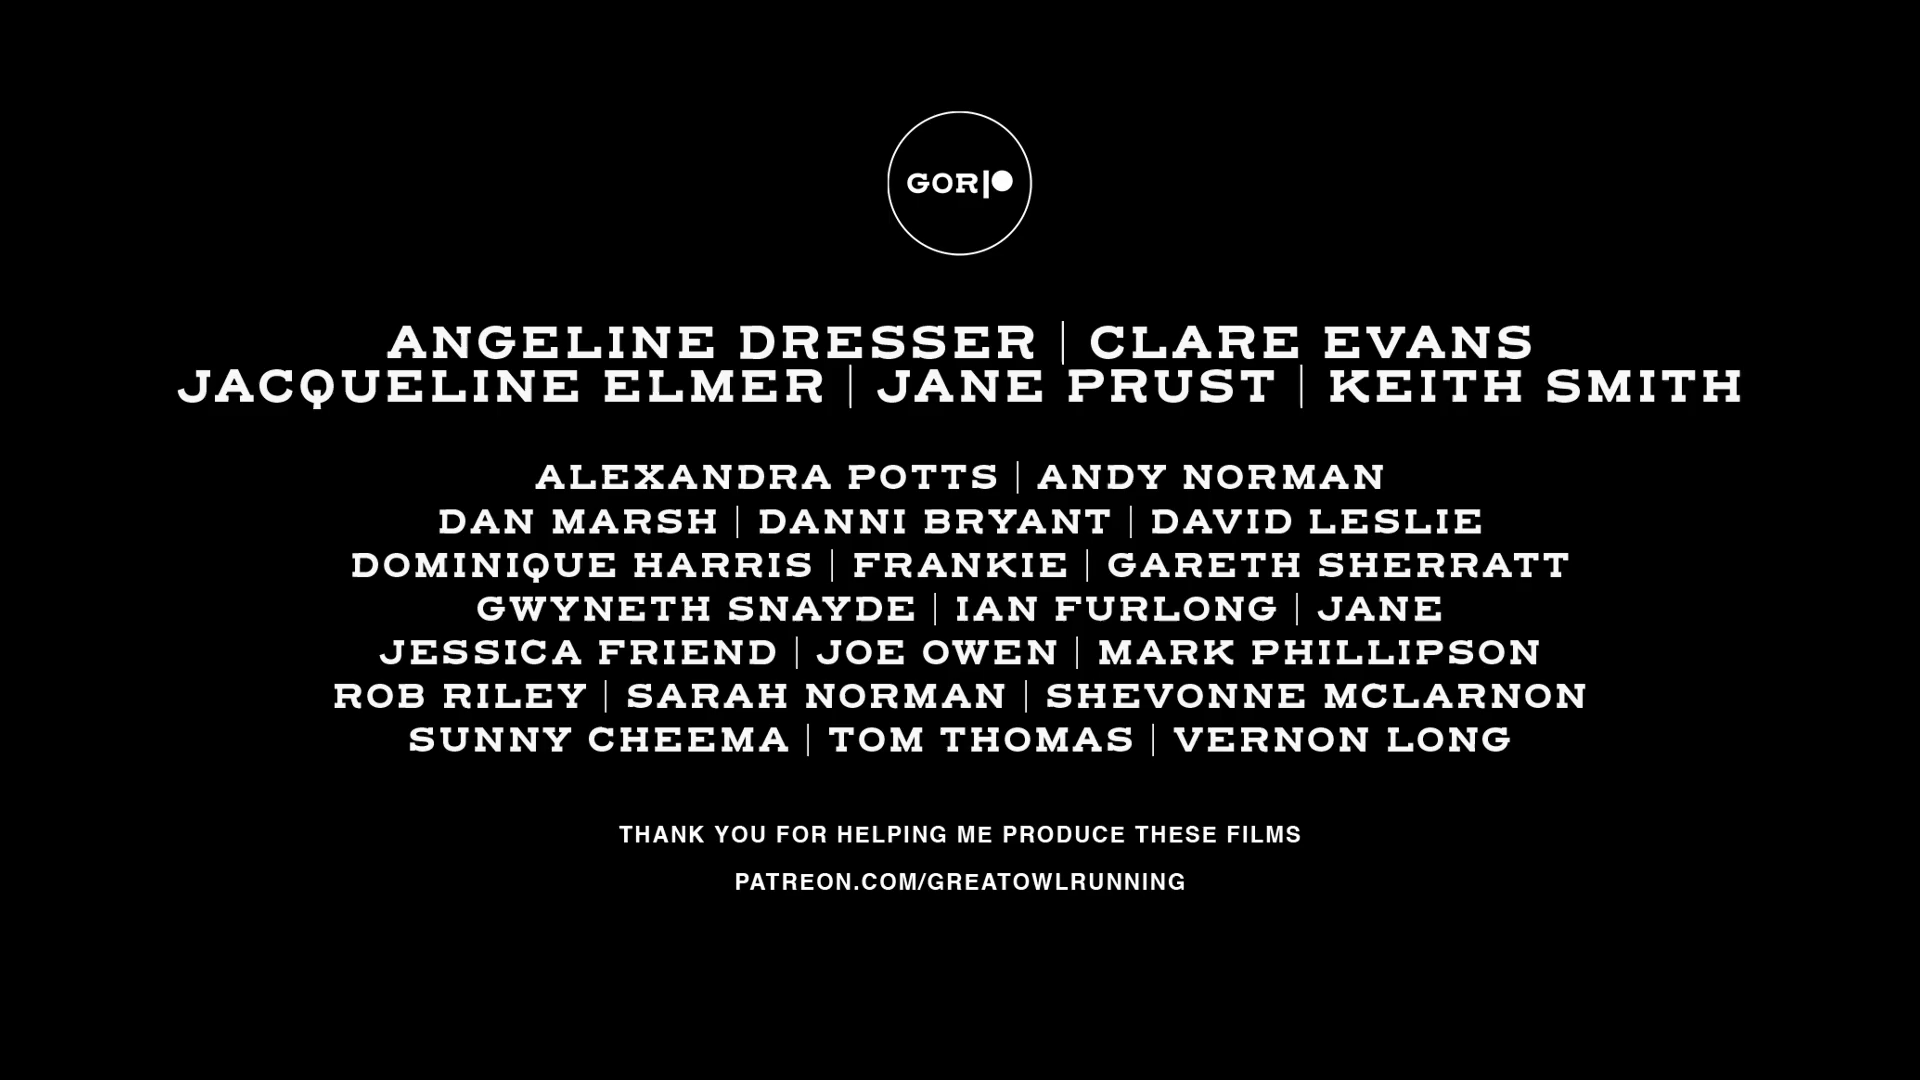 GOR
ANGELINE DRESSER | CLARE EVANS
JACQUELINE ELMER | JANE PRUST | KEITH SMITH
ALEXANDRA POTTS | ANDY NORMAN
DAN MARSH | DANNI BRYANT | DAVID LESLIE
DOMINIQUE HARRIS | FRANKIE | GARETH SHERRATT
GWYNETH SNAYDE | IAN FURLONG | JANE
JESSICA FRIEND | JOE OWEN | MARK PHILLIPSON
ROB RILEY | SARAH NORMAN | SHEVONNE MCLARNON
SUNNY CHEEMA | TOM THOMAS | VERNON LONG
THANK YOU FOR HELPING ME PRODUCE THESE FILMS
PATREON.COM/GREATOWLRUNNING